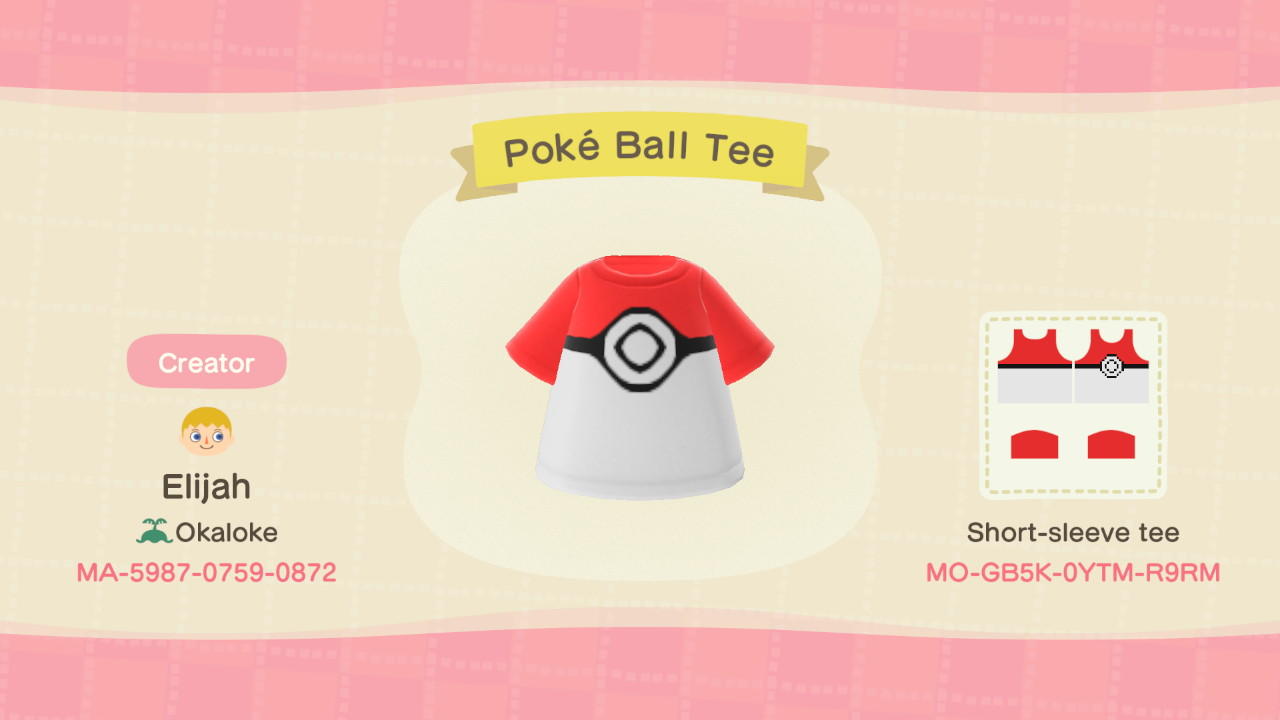 Poké Ball Tee
Creator
Elijah
Okaloke
MA-5987-0759-0872
Short-sleeve tee
MO-GB5K-0YTM-R9RM